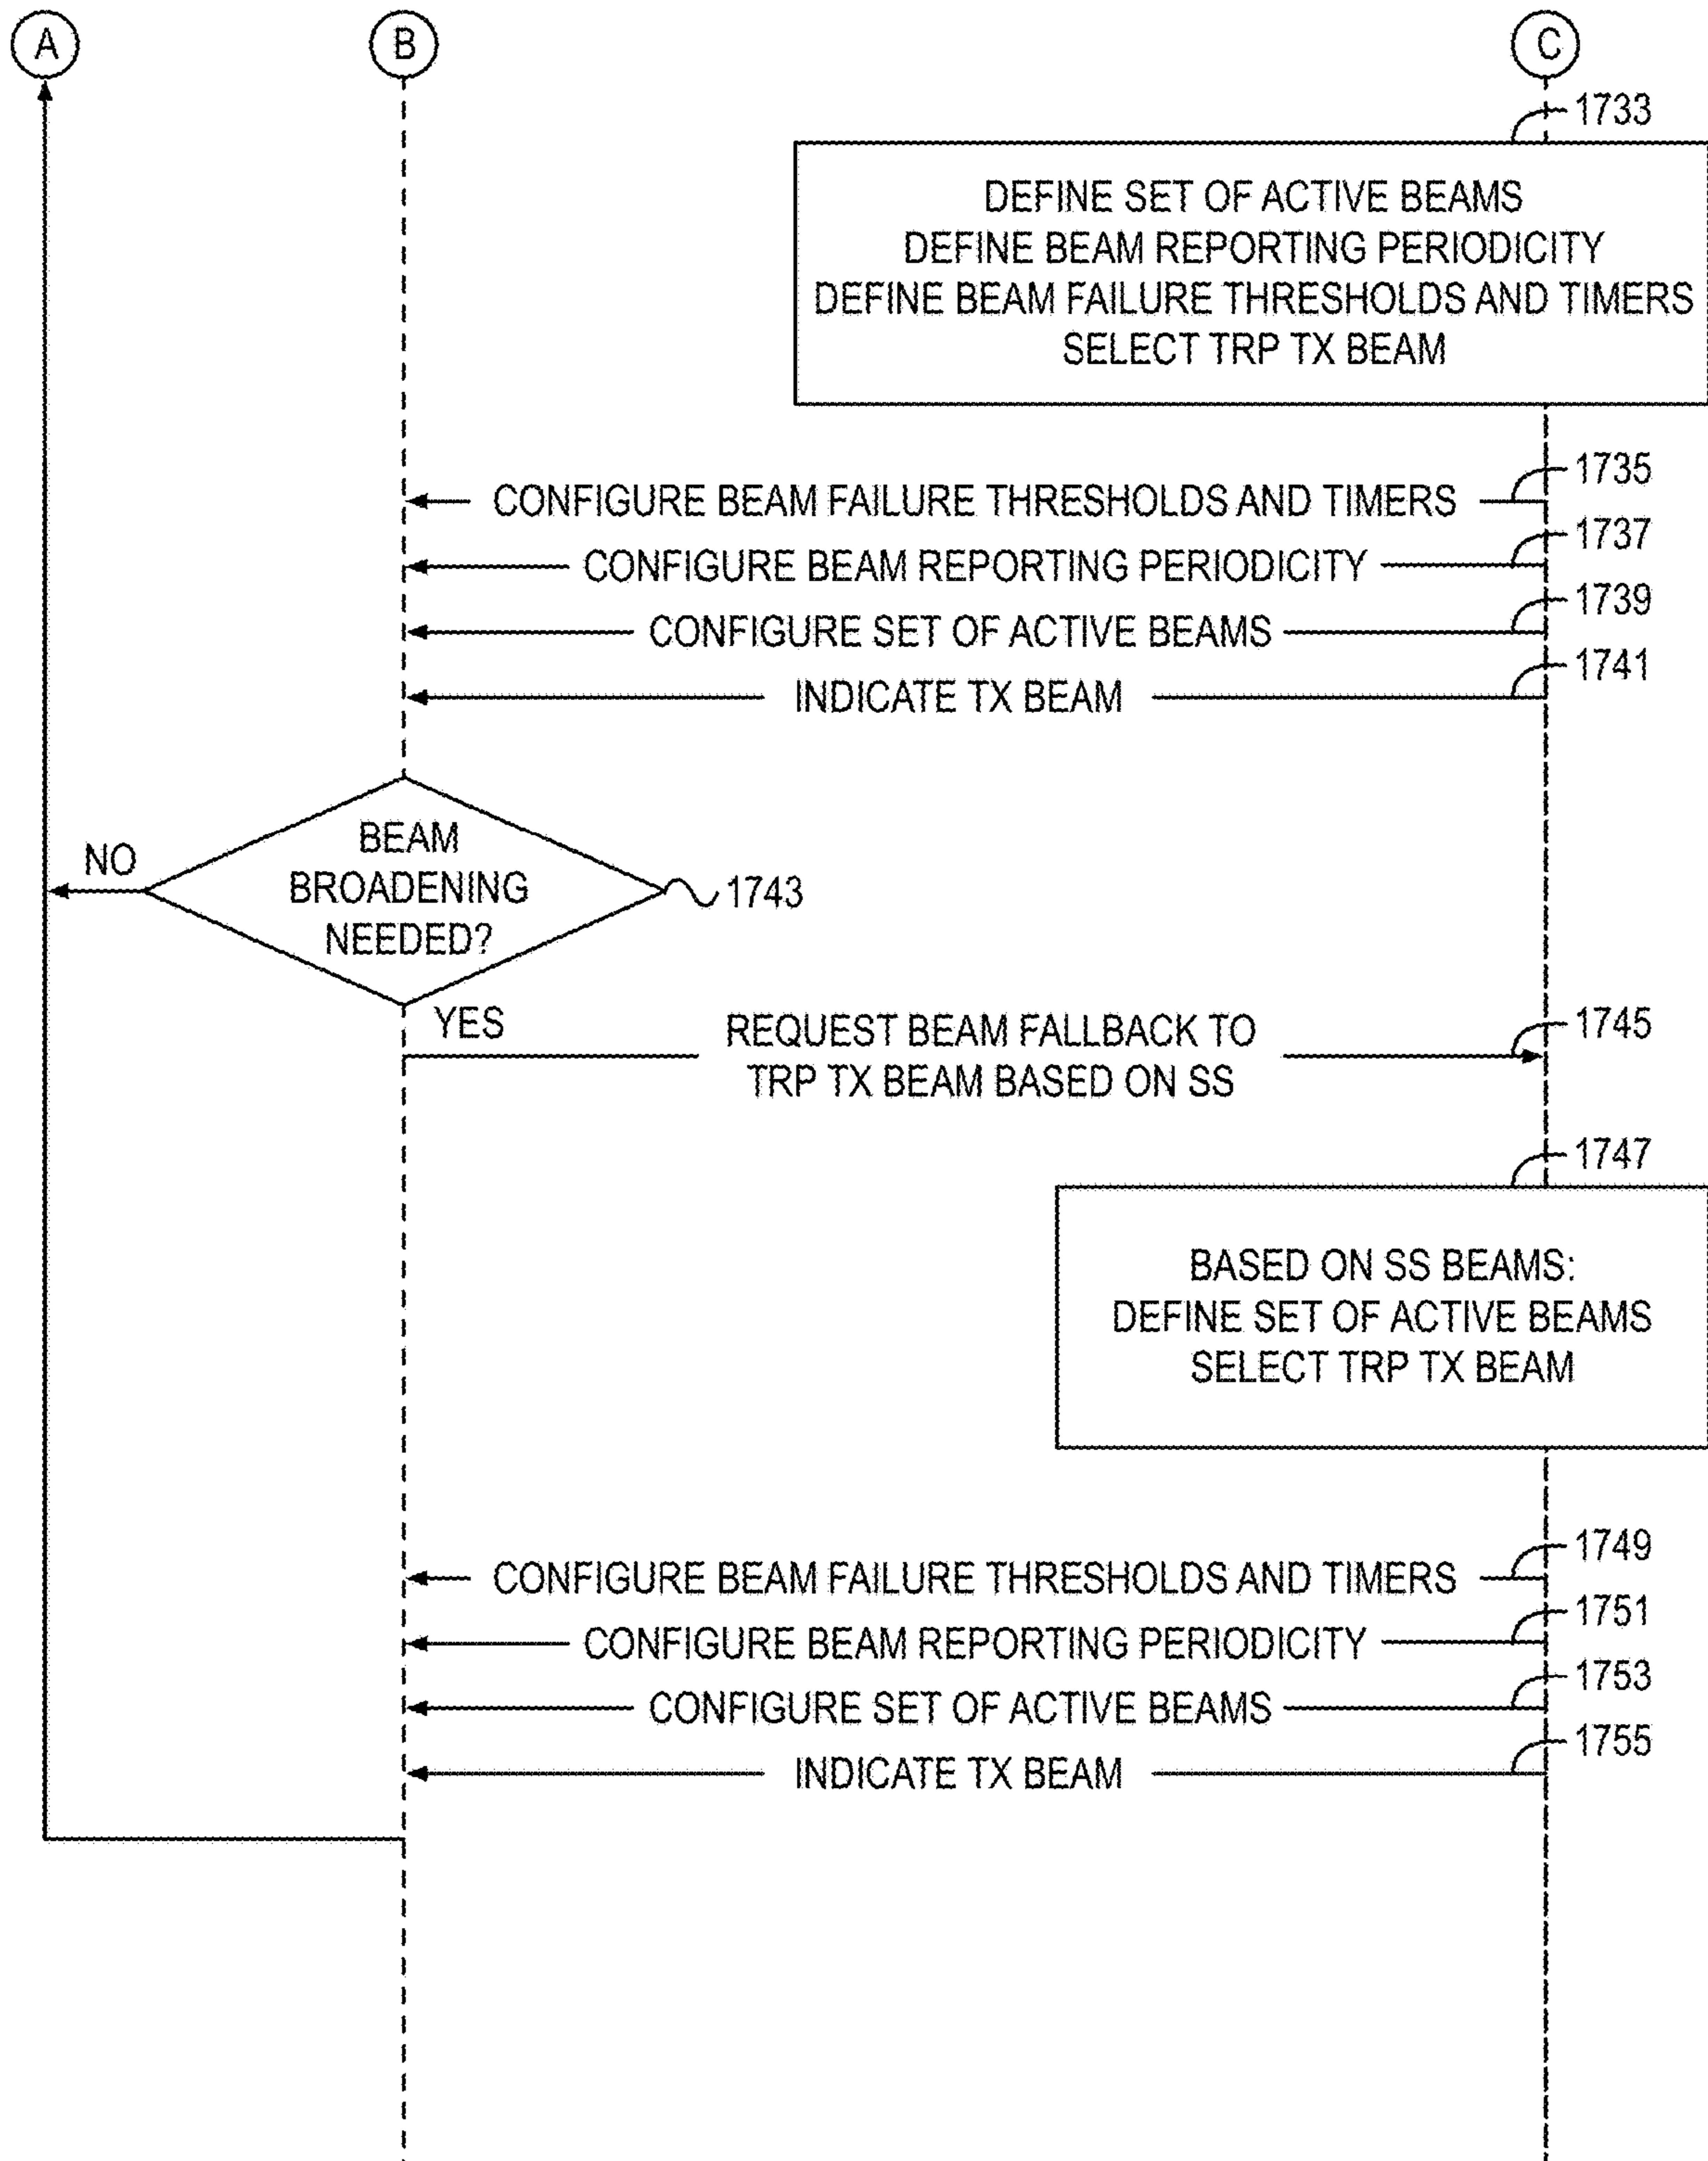 A
B
C
1733
DEFINE SET OF ACTIVE BEAMS
DEFINE BEAM REPORTING PERIODICITY
DEFINE BEAM FAILURE THRESHOLDS AND TIMERS
SELECT TRP TX BEAM
1735
CONFIGURE BEAM FAILURE THRESHOLDS AND TIMERS
1737
CONFIGURE BEAM REPORTING PERIODICITY
1739
CONFIGURE SET OF ACTIVE BEAMS
1741
INDICATE TX BEAM
NO
BEAM
BROADENING
NEEDED?
1743
YES
REQUEST BEAM FALLBACK TO
TRP TX BEAM BASED ON SS
1745
1747
BASED ON SS BEAMS:
DEFINE SET OF ACTIVE BEAMS
SELECT TRP TX BEAM
1749
CONFIGURE BEAM FAILURE THRESHOLDS AND TIMERS
1751
CONFIGURE BEAM REPORTING PERIODICITY
1753
CONFIGURE SET OF ACTIVE BEAMS
1755
INDICATE TX BEAM